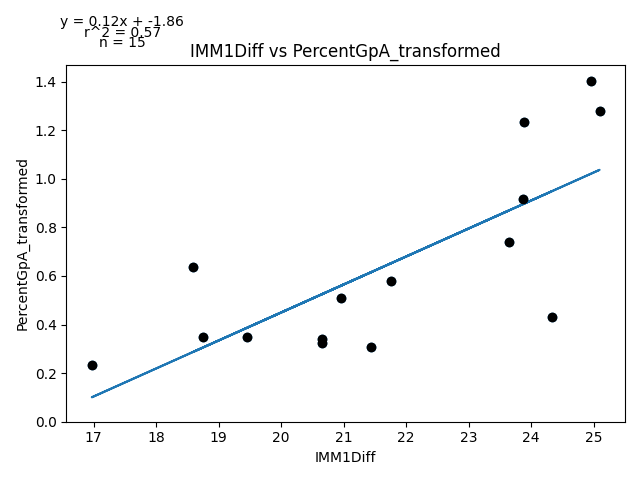 y = 0.12x + -1.86
r^2 = 0.57
n = 15
IMM1Diff vs PercentGpA_transformed
1.4
1.2
1.0
0.8
0.6
0.4
0.2
0.0
PercentGpA_transformed
17 18 19 20 21 22 23 24 25
IMM1Diff